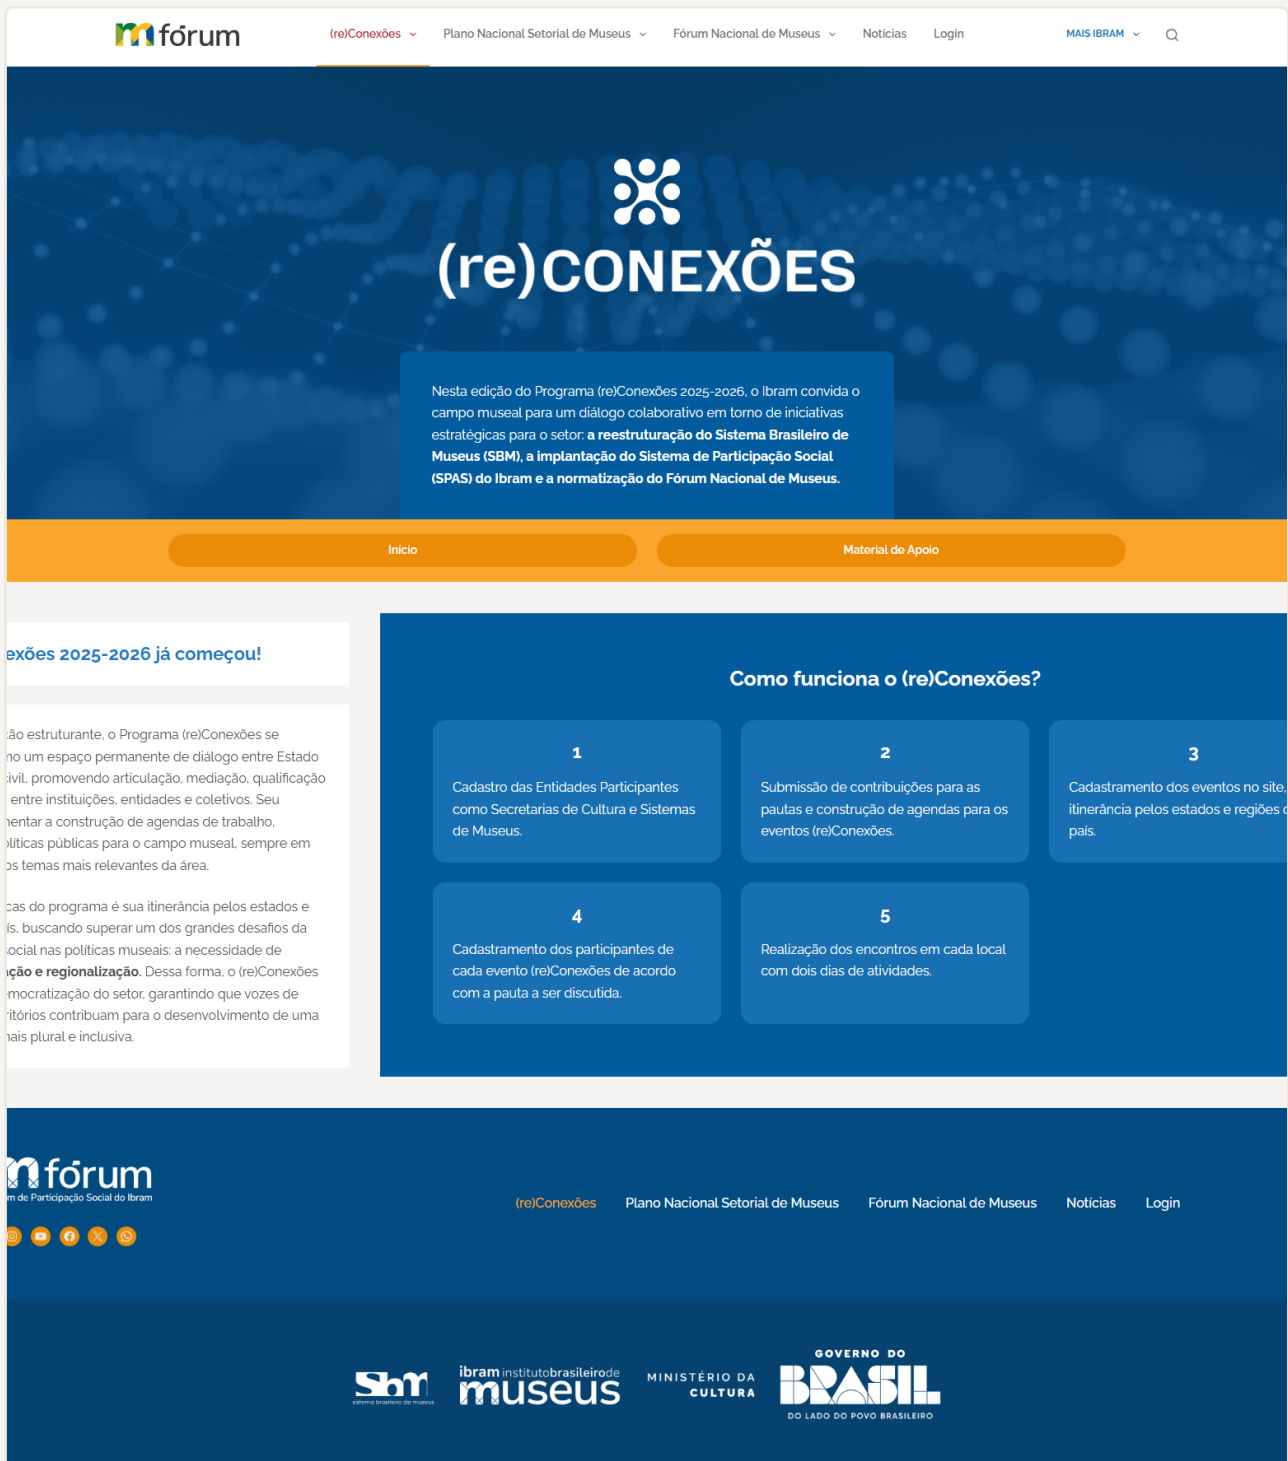 fórum
(re)Conexões
Plano Nacional Setorial de Museus
Fórum Nacional de Museus
Notícias
Login
MAIS IBRAM
(re)CONEXÕES
Nesta edição do Programa (re)Conexões 2025-2026, o Ibram convida o
campo museal para um diálogo colaborativo em torno de iniciativas
estratégicas para o setor: a reestruturação do Sistema Brasileiro de
Museus (SBM), a implantação do Sistema de Participação Social
(SPAS) do Ibram e a normatização do Fórum Nacional de Museus.
Início
Material de Apoio
exões 2025-2026 já começou!
ão estruturante, o Programa (re)Conexões se
um espaço permanente de diálogo entre Estado
ivil, promovendo articulação, mediação, qualificação
entre instituições, entidades e coletivos. Seu
mentar a construção de agendas de trabalho,
olíticas públicas para o campo museal, sempre em
os temas mais relevantes da área.
cas do programa é sua itinerância pelos estados e
ís, buscando superar um dos grandes desafios da
social nas políticas museais: a necessidade de
ação e regionalização. Dessa forma, o (re)Conexões
emocratização do setor, garantindo que vozes de
ritórios contribuam para o desenvolvimento de uma
mais plural e inclusiva.
Como funciona o (re)Conexões?
1
Cadastro das Entidades Participantes
como Secretarias de Cultura e Sistemas
de Museus.
2
Submissão de contribuições para as
pautas e construção de agendas para os
eventos (re)Conexões.
3
Cadastramento dos eventos no site,
itinerância pelos estados e regiões
país.
4
Cadastramento dos participantes de
cada evento (re)Conexões de acordo
com a pauta a ser discutida.
5
Realização dos encontros em cada local
com dois dias de atividades.
fórum
m de Participação Social do Ibram
(re)Conexões
Plano Nacional Setorial de Museus
Fórum Nacional de Museus
Notícias
Login
sbm
sistema brasileiro de museus
ibram institutobrasileirode
museus
MINISTÉRIO DA
CULTURA
GOVERNO DO
BRASIL
DO LADO DO POVO BRASILEIRO